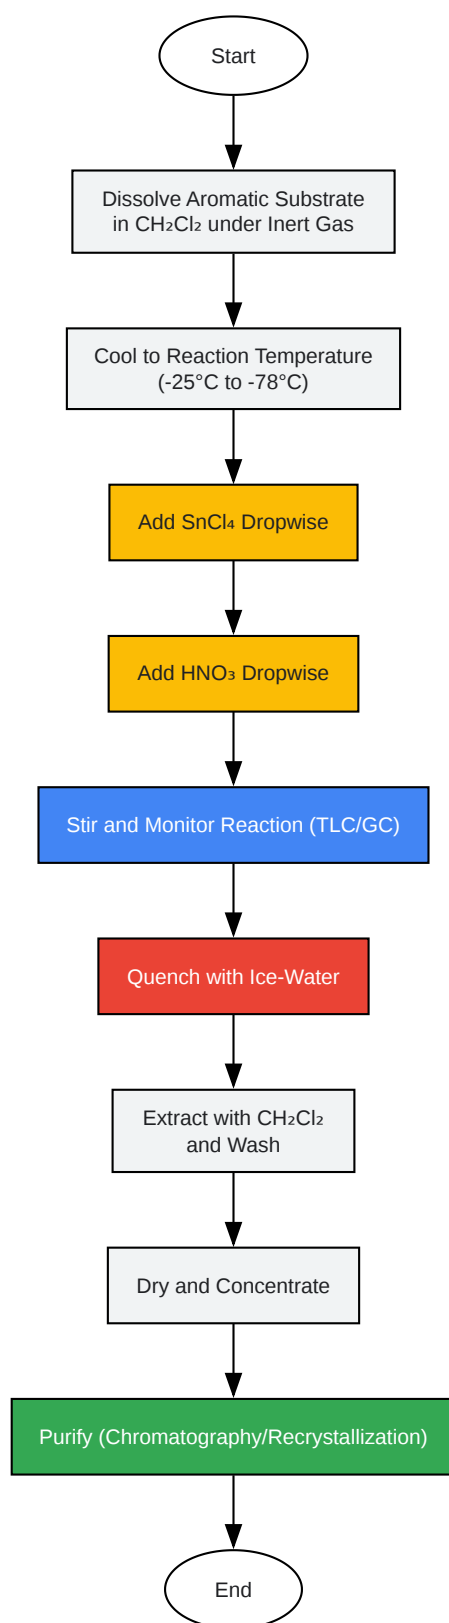 Start
Dissolve Aromatic Substrate
in CH₂Cl₂ under Inert Gas
Cool to Reaction Temperature
(-25°C to -78°C)
Add SnCl₄ Dropwise
Add HNO₃ Dropwise
Stir and Monitor Reaction (TLC/GC)
Quench with Ice-Water
Extract with CH₂Cl₂
and Wash
Dry and Concentrate
Purify (Chromatography/Recrystallization)
End